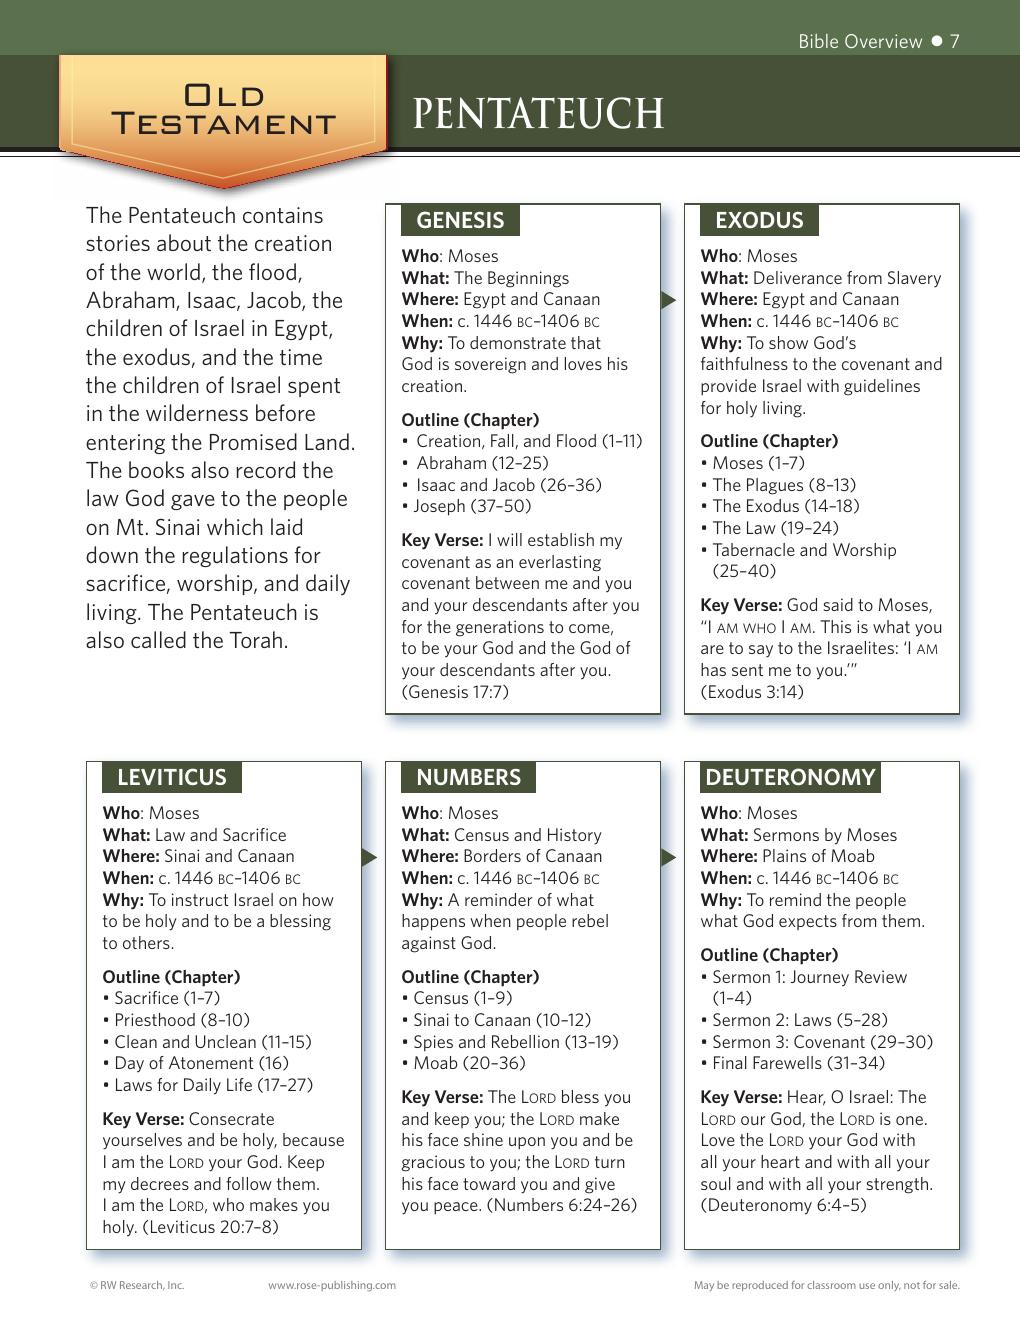 Bible Overview ● 7
OLD
TESTAMENT
PENTATEUCH
The Pentateuch contains
stories about the creation
of the world, the flood,
Abraham, Isaac, Jacob, the
children of Israel in Egypt,
the exodus, and the time
the children of Israel spent
in the wilderness before
entering the Promised Land.
The books also record the
law God gave to the people
on Mt. Sinai which laid
down the regulations for
sacrifice, worship, and daily
living. The Pentateuch is
also called the Torah.
GENESIS
Who: Moses
What: The Beginnings
Where: Egypt and Canaan
When: c. 1446 BC–1406 BC
Why: To demonstrate that
God is sovereign and loves his
creation.
Outline (Chapter)
• Creation, Fall, and Flood (1–11)
• Abraham (12–25)
• Isaac and Jacob (26–36)
• Joseph (37–50)
Key Verse: I will establish my
covenant as an everlasting
covenant between me and you
and your descendants after you
for the generations to come,
to be your God and the God of
your descendants after you.
(Genesis 17:7)
EXODUS
Who: Moses
What: Deliverance from Slavery
Where: Egypt and Canaan
When: c. 1446 BC–1406 BC
Why: To show God’s
faithfulness to the covenant and
provide Israel with guidelines
for holy living.
Outline (Chapter)
• Moses (1–7)
• The Plagues (8–13)
• The Exodus (14–18)
• The Law (19–24)
• Tabernacle and Worship
(25–40)
Key Verse: God said to Moses,
“I AM WHO I AM. This is what you
are to say to the Israelites: ‘I AM
has sent me to you.’”
(Exodus 3:14)
LEVITICUS
Who: Moses
What: Law and Sacrifice
Where: Sinai and Canaan
When: c. 1446 BC–1406 BC
Why: To instruct Israel on how
to be holy and to be a blessing
to others.
Outline (Chapter)
• Sacrifice (1–7)
• Priesthood (8–10)
• Clean and Unclean (11–15)
• Day of Atonement (16)
• Laws for Daily Life (17–27)
Key Verse: Consecrate
yourselves and be holy, because
I am the LORD your God. Keep
my decrees and follow them.
I am the LORD, who makes you
holy. (Leviticus 20:7–8)
NUMBERS
Who: Moses
What: Census and History
Where: Borders of Canaan
When: c. 1446 BC–1406 BC
Why: A reminder of what
happens when people rebel
against God.
Outline (Chapter)
• Census (1–9)
• Sinai to Canaan (10–12)
• Spies and Rebellion (13–19)
• Moab (20–36)
Key Verse: The LORD bless you
and keep you; the LORD make
his face shine upon you and be
gracious to you; the LORD turn
his face toward you and give
you peace. (Numbers 6:24–26)
DEUTERONOMY
Who: Moses
What: Sermons by Moses
Where: Plains of Moab
When: c. 1446 BC–1406 BC
Why: To remind the people
what God expects from them.
Outline (Chapter)
• Sermon 1: Journey Review
(1–4)
• Sermon 2: Laws (5–28)
• Sermon 3: Covenant (29–30)
• Final Farewells (31–34)
Key Verse: Hear, O Israel: The
LORD our God, the LORD is one.
Love the LORD your God with
all your heart and with all your
soul and with all your strength.
(Deuteronomy 6:4–5)
© RW Research, Inc.
www.rose-publishing.com
May be reproduced for classroom use only, not for sale.